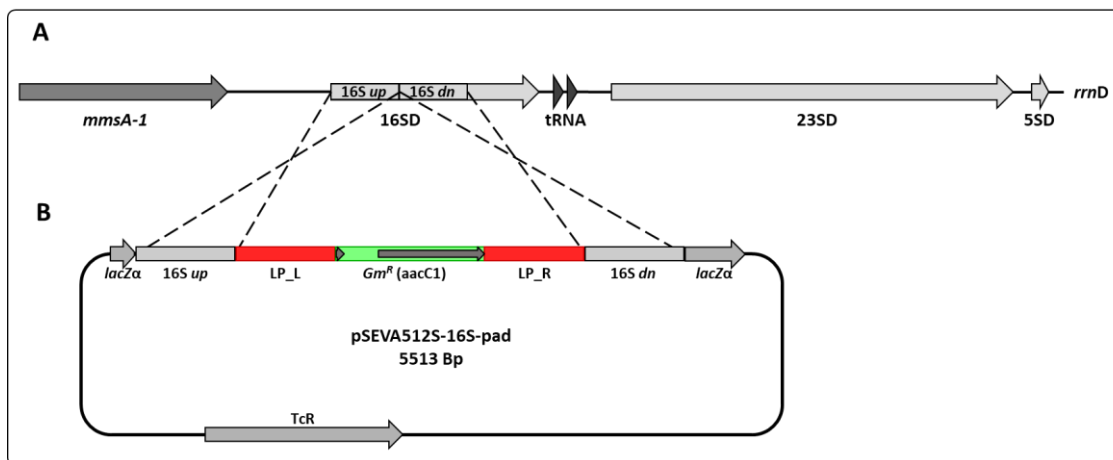 A
16S up 16S dn
rrnD
mmsA-1 16SD tRNA 23SD 5SD
B
lacZα 16S up LP_L Gmᴿ (aacC1) LP_R 16S dn lacZα
pSEVA512S-16S-pad
5513 Bp
TcR